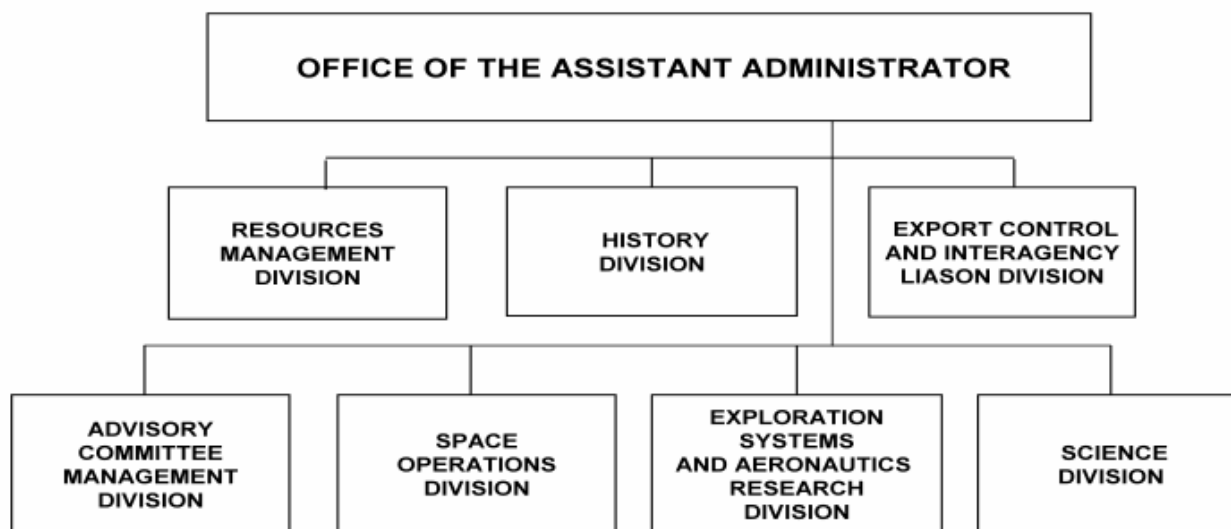 OFFICE OF THE ASSISTANT ADMINISTRATOR
RESOURCES
MANAGEMENT
DIVISION
HISTORY
DIVISION
EXPORT CONTROL
AND INTERAGENCY
LIASON DIVISION
ADVISORY
COMMITTEE
MANAGEMENT
DIVISION
SPACE
OPERATIONS
DIVISION
EXPLORATION
SYSTEMS
AND AERONAUTICS
RESEARCH
DIVISION
SCIENCE
DIVISION